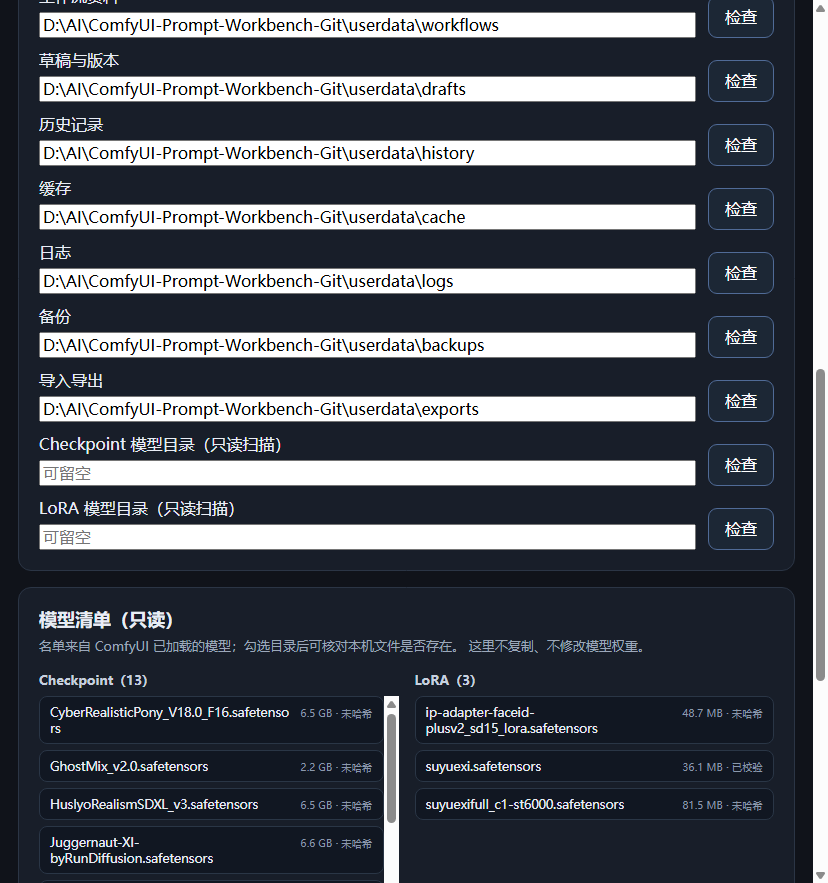 D:\AI\ComfyUI-Prompt-Workbench-Git\userdata\workflows
检查
草稿与版本
D:\AI\ComfyUI-Prompt-Workbench-Git\userdata\drafts
检查
历史记录
D:\AI\ComfyUI-Prompt-Workbench-Git\userdata\history
检查
缓存
D:\AI\ComfyUI-Prompt-Workbench-Git\userdata\cache
检查
日志
D:\AI\ComfyUI-Prompt-Workbench-Git\userdata\logs
检查
备份
D:\AI\ComfyUI-Prompt-Workbench-Git\userdata\backups
检查
导入导出
D:\AI\ComfyUI-Prompt-Workbench-Git\userdata\exports
检查
Checkpoint 模型目录（只读扫描）
可留空
检查
LoRA 模型目录（只读扫描）
可留空
检查
模型清单（只读）
名单来自 ComfyUI 已加载的模型；勾选目录后可核对本机文件是否存在。 这里不复制、不修改模型权重。
Checkpoint（13）
CyberRealisticPony_V18.0_F16.safetenso
rs
6.5 GB · 未哈希
GhostMix_v2.0.safetensors
2.2 GB · 未哈希
HuslyoRealismSDXL_v3.safetensors
6.5 GB · 未哈希
Juggernaut-XI-
byRunDiffusion.safetensors
6.6 GB · 未哈希
LoRA（3）
ip-adapter-faceid-
plusv2_sd15_lora.safetensors
48.7 MB · 未哈希
suyuexi.safetensors
36.1 MB · 已校验
suyuexifull_c1-st6000.safetensors
81.5 MB · 未哈希